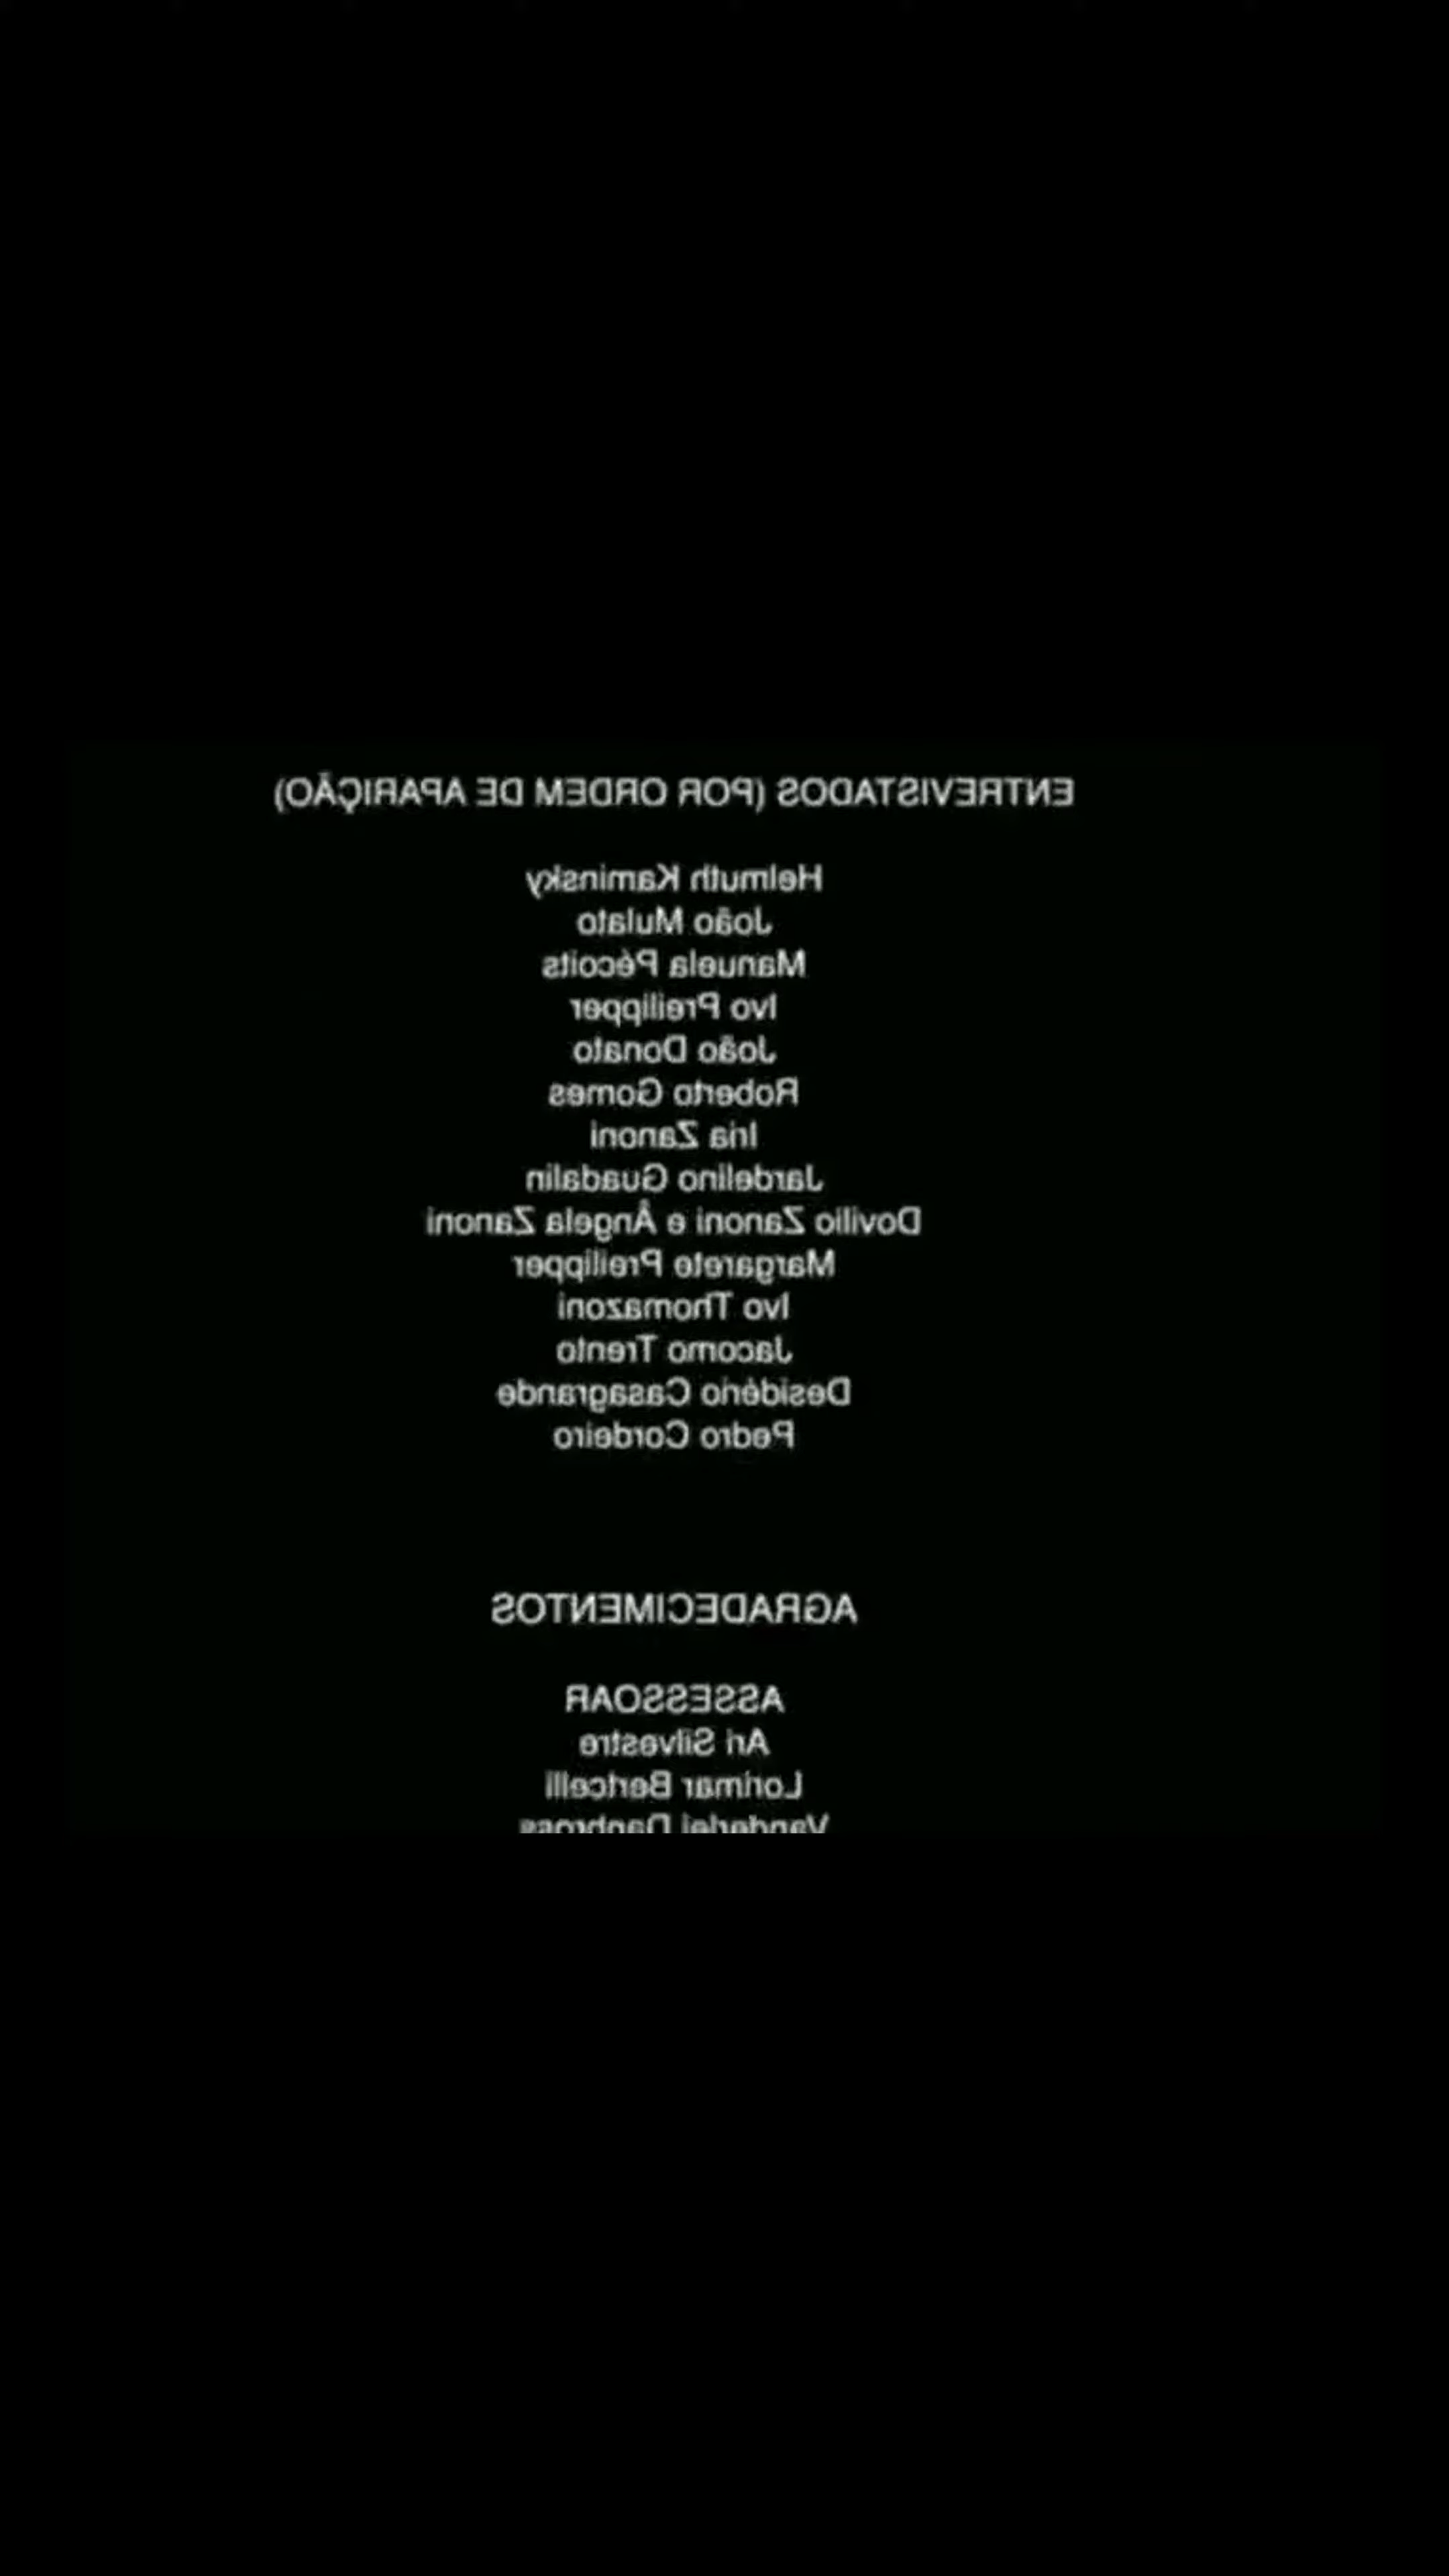 ENTREVISTADOS (POR ORDEM DE APARIÇÃO)
Helmuth Kaminsky
João Mulato
Manuela Pécoits
Ivo Preilipper
João Donato
Roberto Gomes
Iria Zanoni
Jardelino Guadalin
Dovilio Zanoni e Ângela Zanoni
Margarete Preilipper
Ivo Thomazoni
Jacomo Trento
Desidério Casagrande
Pedro Cordeiro
AGRADECIMENTOS
ASSESSOAR
Ari Silvestre
Lorimar Bertcelli
Vanderlei